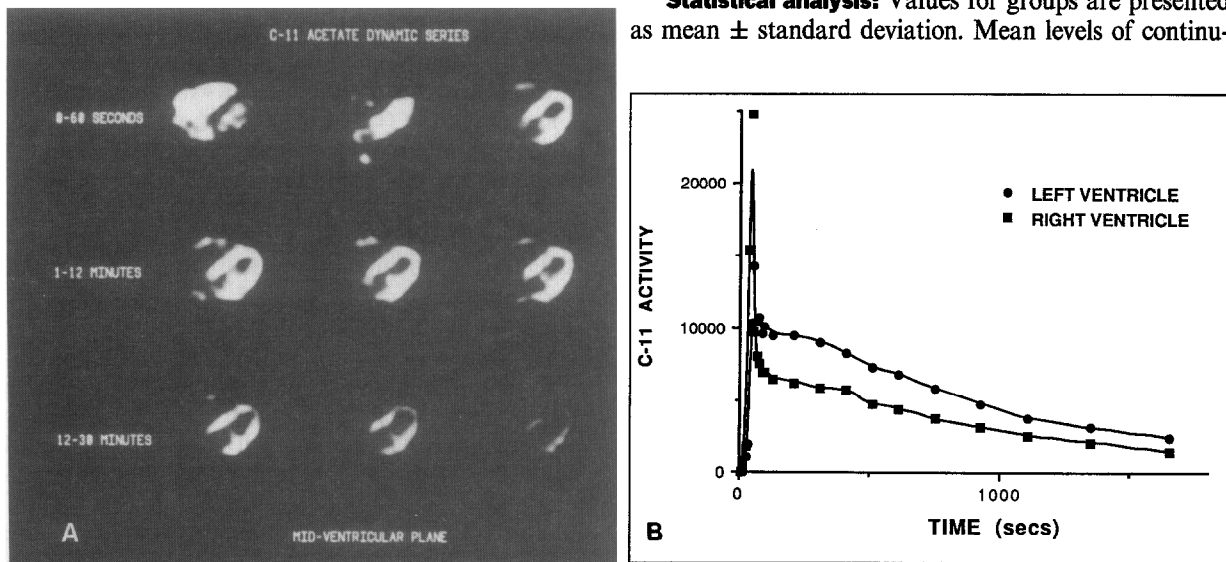 Statistical analysis: Values for groups are presented
as mean ± standard deviation. Mean levels of continu-
C-11 ACETATE DYNAMIC SERIES
0-60 SECONDS
1-12 MINUTES
12-30 MINUTES
A
MID-VENTRICULAR PLANE
20000
10000
0
C-11 ACTIVITY
● LEFT VENTRICLE
■ RIGHT VENTRICLE
0
1000
TIME (secs)
B